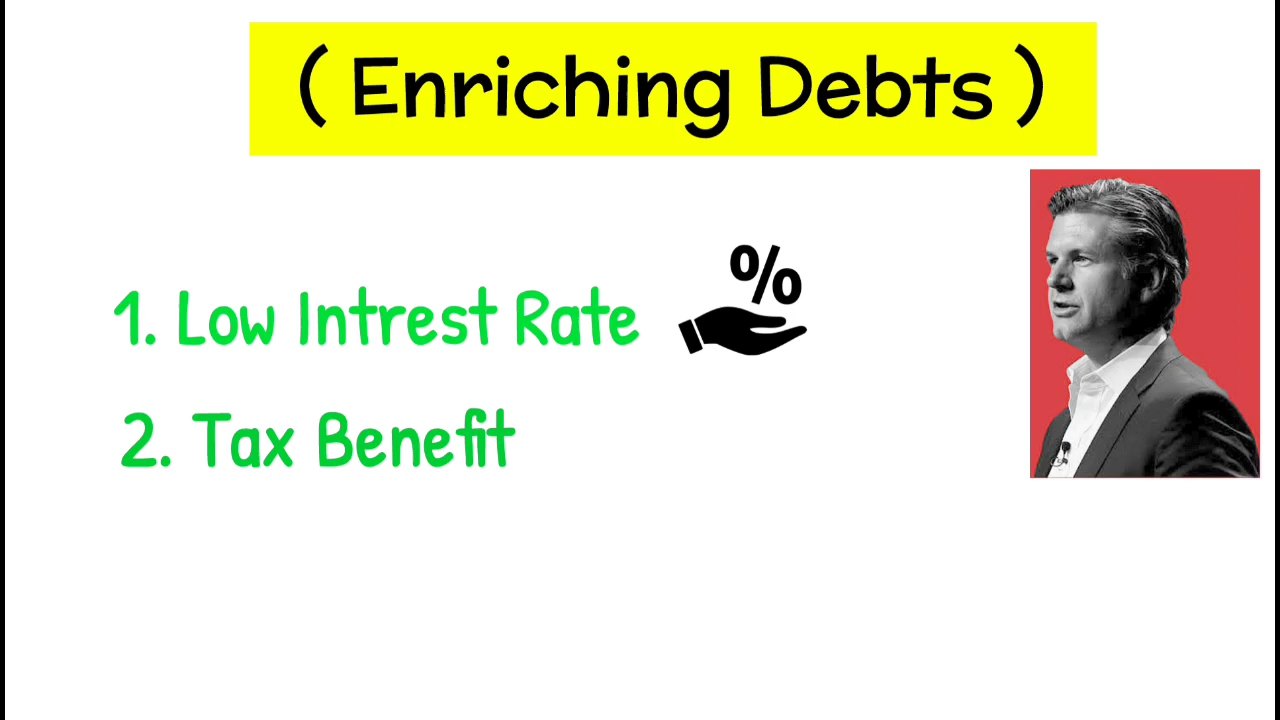 ( Enriching Debts )
%
1. Low Intrest Rate
2. Tax Benefit